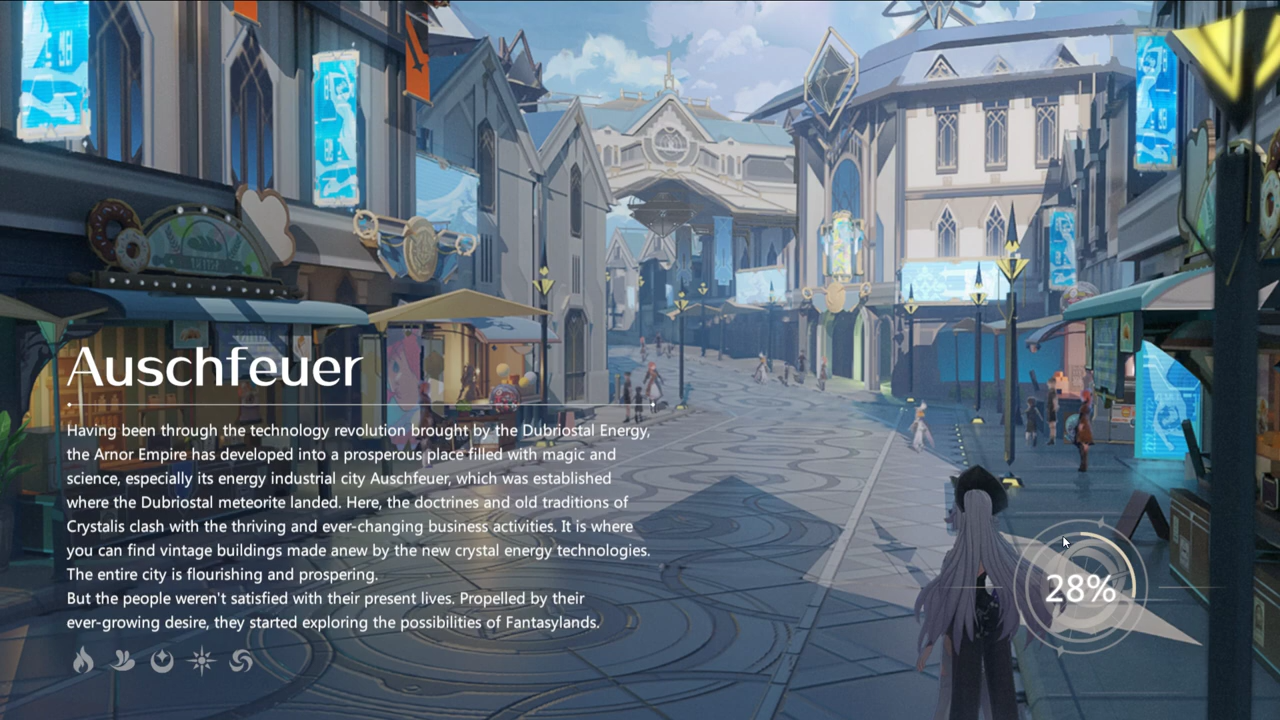 Auschfeuer
Having been through the technology revolution brought by the Dubriostal Energy,
the Arnor Empire has developed into a prosperous place filled with magic and
science, especially its energy industrial city Auschfeuer, which was established
where the Dubriostal meteorite landed. Here, the doctrines and old traditions of
Crystalis clash with the thriving and ever-changing business activities. It is where
you can find vintage buildings made anew by the new crystal energy technologies.
The entire city is flourishing and prospering.
But the people weren't satisfied with their present lives. Propelled by their
ever-growing desire, they started exploring the possibilities of Fantasylands.
28%